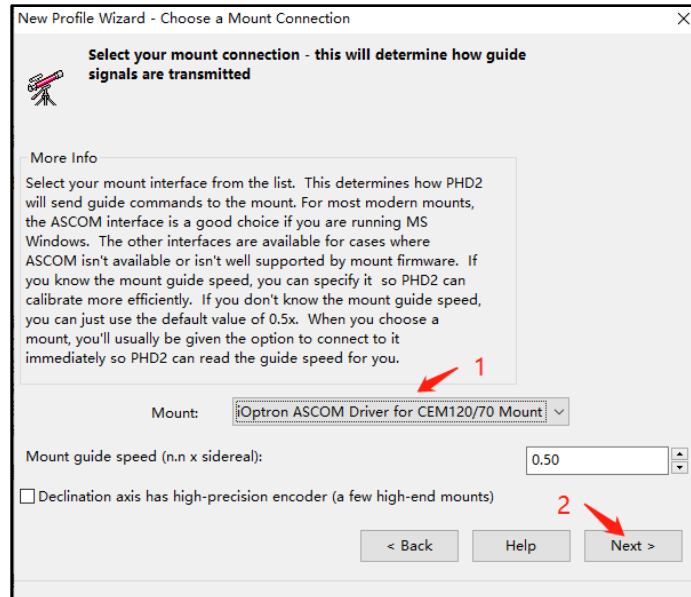 New Profile Wizard - Choose a Mount Connection
Select your mount connection - this will determine how guide
signals are transmitted
More Info
Select your mount interface from the list.  This determines how PHD2
will send guide commands to the mount. For most modern mounts,
the ASCOM interface is a good choice if you are running MS
Windows.  The other interfaces are available for cases where
ASCOM isn't available or isn't well supported by mount firmware.  If
you know the mount guide speed, you can specify it  so PHD2 can
calibrate more efficiently.  If you don't know the mount guide speed,
you can just use the default value of 0.5x.  When you choose a
mount, you'll usually be given the option to connect to it
immediately so PHD2 can read the guide speed for you.
1
Mount: iOptron ASCOM Driver for CEM120/70 Mount
Mount guide speed (n.n x sidereal): 0.50
Declination axis has high-precision encoder (a few high-end mounts)
2
< Back Help Next >